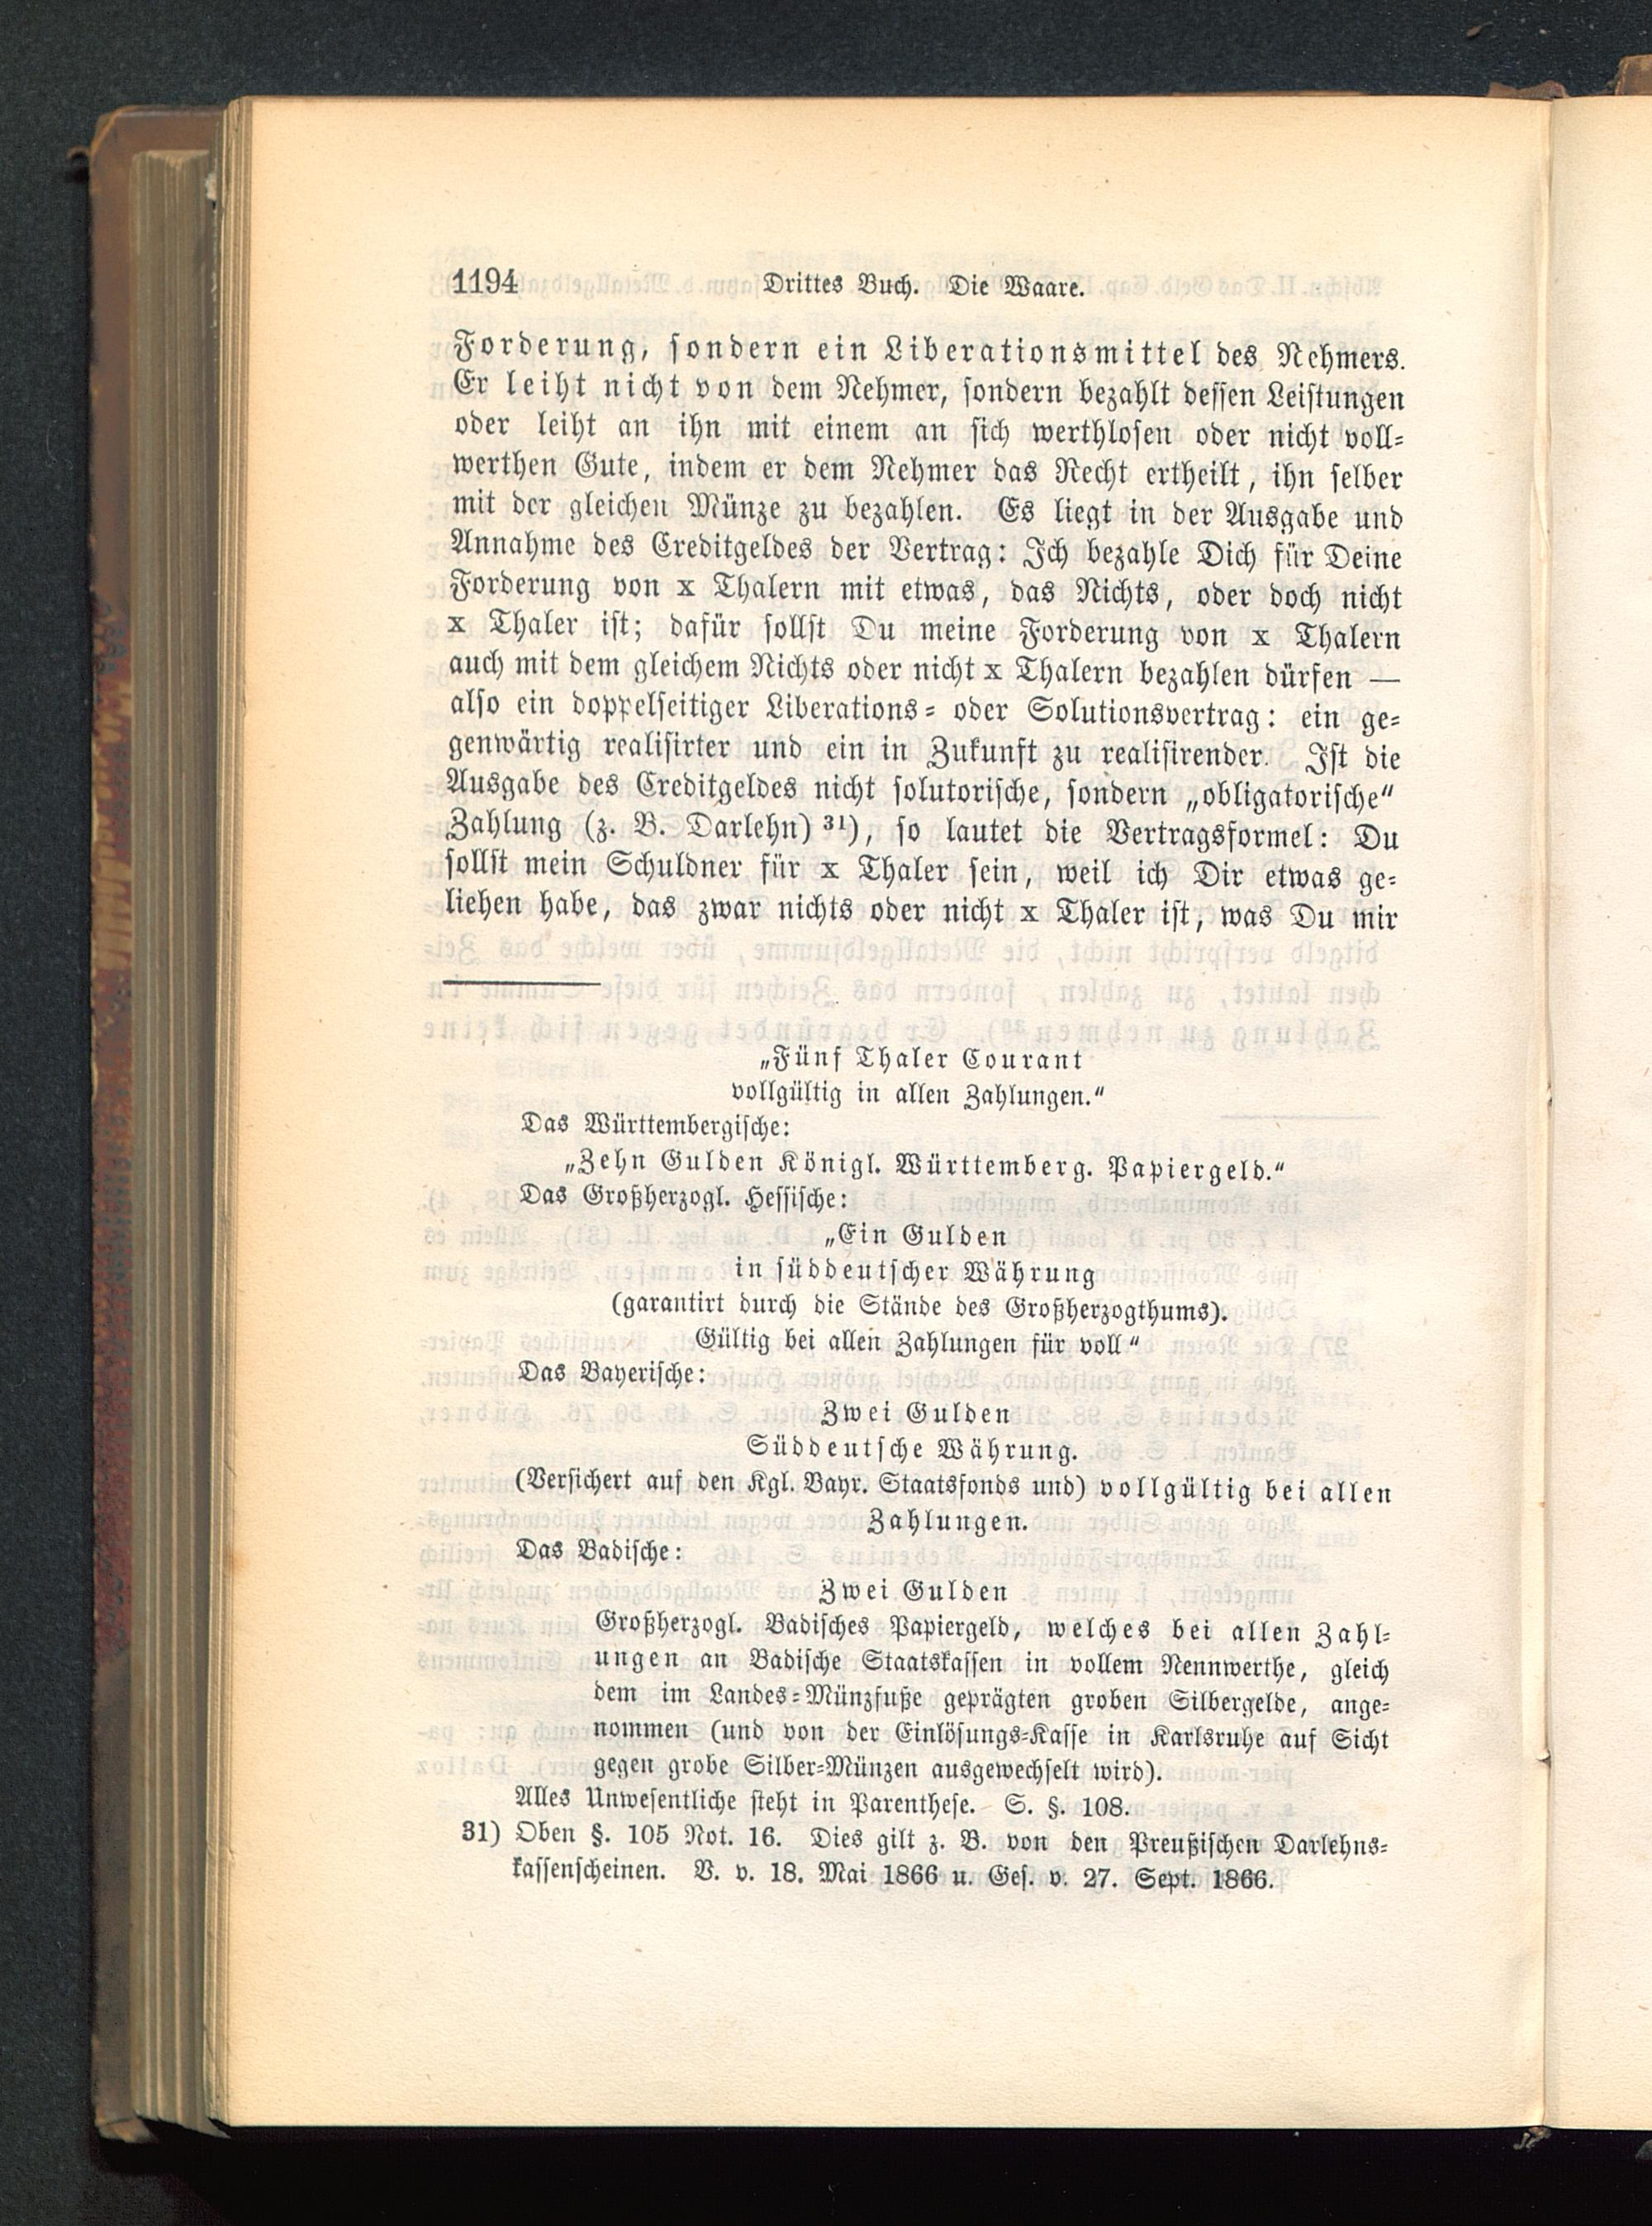 1194 Drittes Buch. Die Waare.
Forderung, sondern ein Liberationsmittel des Nehmers.
Er leiht nicht von dem Nehmer, sondern bezahlt dessen Leistungen
oder leiht an ihn mit einem an sich werthlosen oder nicht voll-
werthen Gute, indem er dem Nehmer das Recht ertheilt, ihn selber
mit der gleichen Münze zu bezahlen. Es liegt in der Ausgabe und
Annahme des Creditgeldes der Vertrag: Ich bezahle Dich für Deine
Forderung von x Thalern mit etwas, das Nichts, oder doch nicht
x Thaler ist; dafür sollst Du meine Forderung von x Thalern
auch mit dem gleichem Nichts oder nicht x Thalern bezahlen dürfen —
also ein doppelseitiger Liberations- oder Solutionsvertrag: ein ge-
genwärtig realisirter und ein in Zukunft zu realisirender. Ist die
Ausgabe des Creditgeldes nicht solutorische, sondern „obligatorische“
Zahlung (z. B. Darlehn) 31), so lautet die Vertragsformel: Du
sollst mein Schuldner für x Thaler sein, weil ich Dir etwas ge-
liehen habe, das zwar nichts oder nicht x Thaler ist, was Du mir
„Fünf Thaler Courant
vollgültig in allen Zahlungen.“
Das Württembergische:
„Zehn Gulden Königl. Württemberg. Papiergeld.“
Das Großherzogl. Hessische:
„Ein Gulden
in süddeutscher Währung
(garantirt durch die Stände des Großherzogthums).
Gültig bei allen Zahlungen für voll“
Das Bayerische:
Zwei Gulden
Süddeutsche Währung.
(Versichert auf den Kgl. Bayr. Staatsfonds und) vollgültig bei allen
Zahlungen.
Das Badische:
Zwei Gulden
Großherzogl. Badisches Papiergeld, welches bei allen Zahl-
ungen an Badische Staatskassen in vollem Nennwerthe, gleich
dem im Landes-Münzfuße geprägten groben Silbergelde, ange-
nommen (und von der Einlösungs-Kasse in Karlsruhe auf Sicht
gegen grobe Silber-Münzen ausgewechselt wird).
Alles Unwesentliche steht in Parenthese. S. §. 108.
31) Oben §. 105 Not. 16. Dies gilt z. B. von den Preußischen Darlehns-
kassenscheinen. V. v. 18. Mai 1866 u. Ges. v. 27. Sept. 1866.